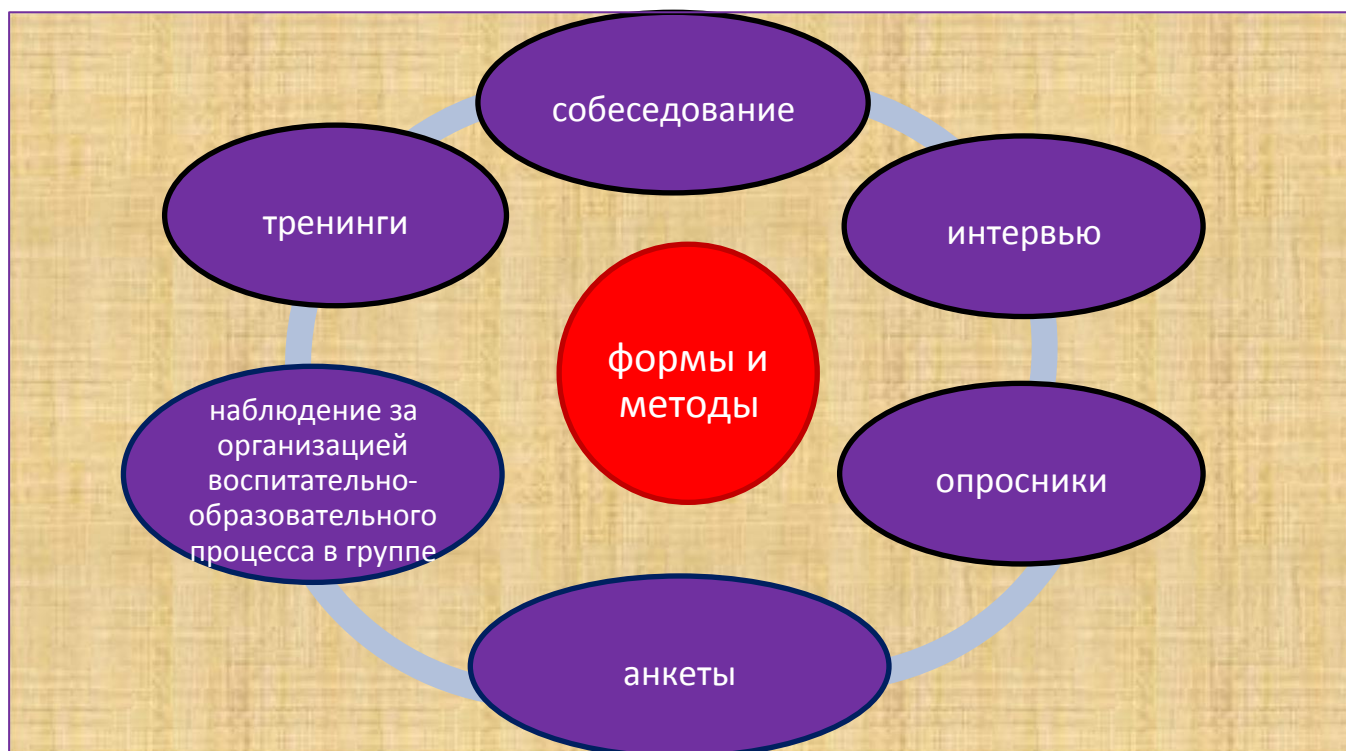 собеседование
тренинги
интервью
формы и
методы
наблюдение за
организацией
воспитательно-
образовательного
процесса в группе
опросники
анкеты